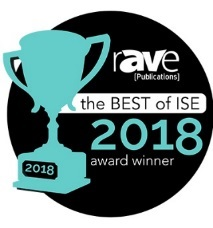 rAVe
[Publications]
the BEST of ISE
2018
award winner
2018